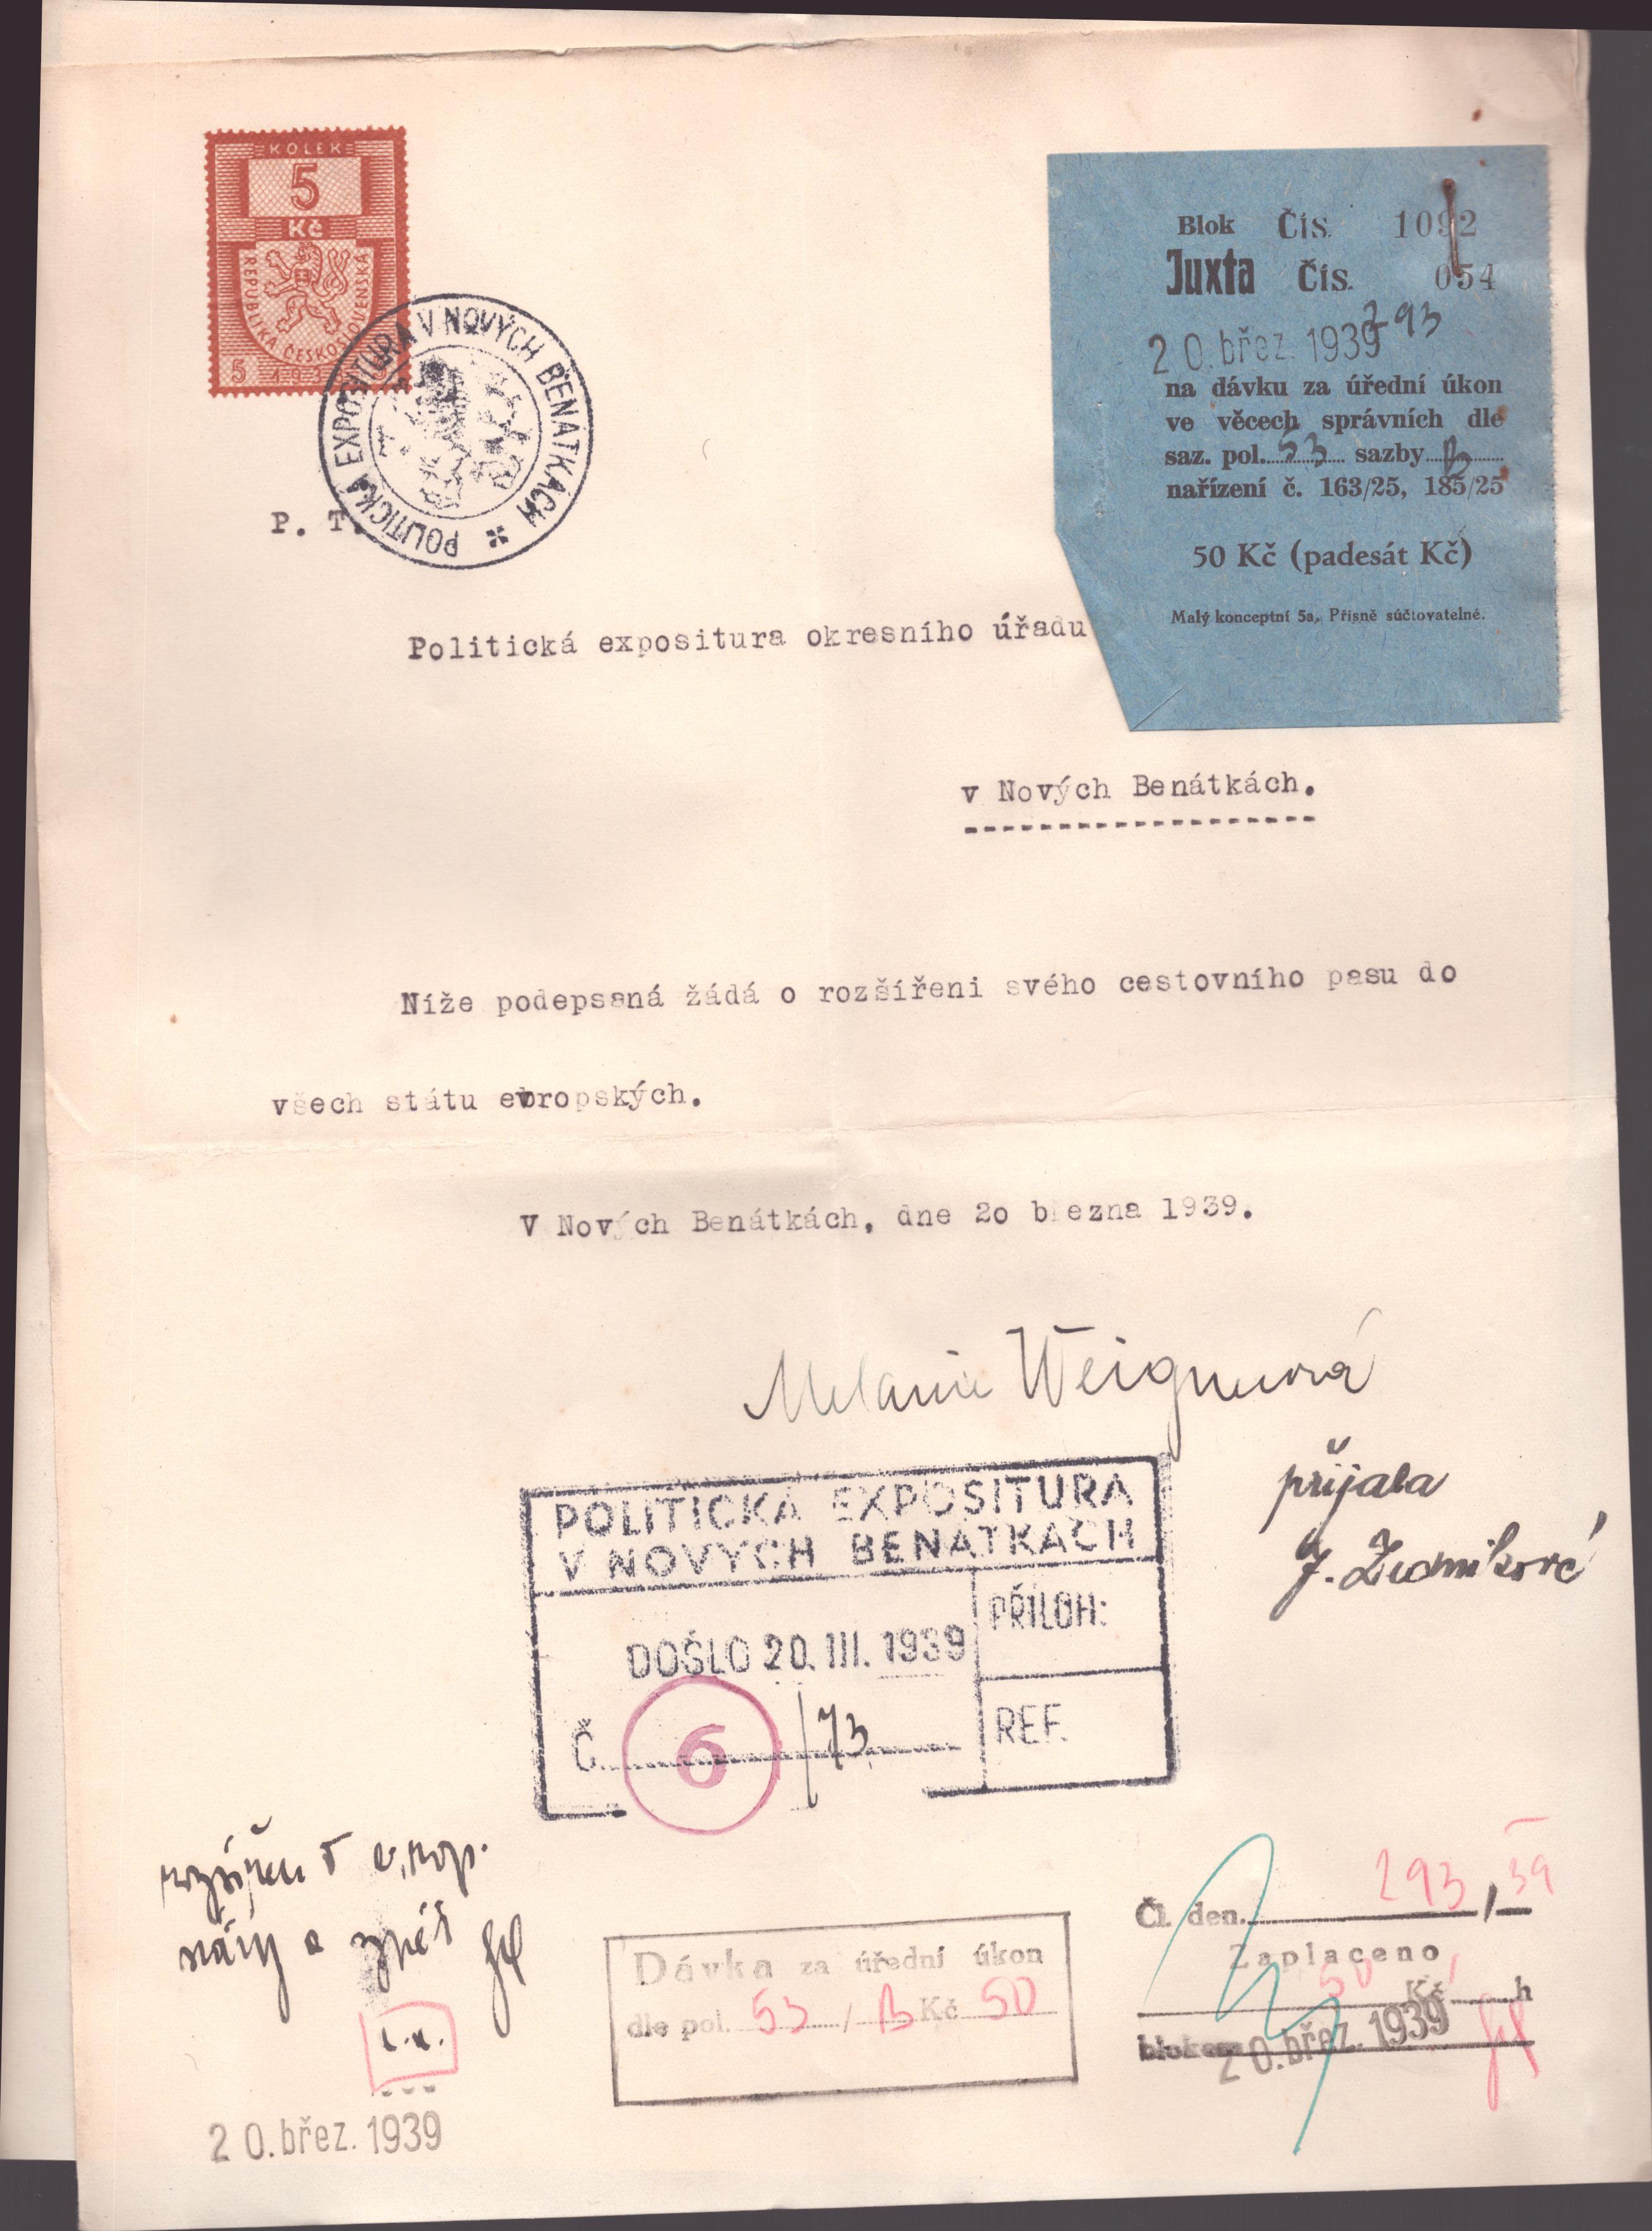 KOLEK
5
Kč
REPUBLIKA ČESKOSLOVENSKÁ
5
POLITICKÁ EXPOSITURA V NOVÝCH BENÁTKÁCH
Blok Čís. 1092
Juxta Čís. 054
293
20. břez. 1939
na dávku za úřední úkon
ve věcech správních dle
saz. pol. 53 sazby B
nařízení č. 163/25, 185/25
50 Kč (padesát Kč)
Malý konceptní 5a, Přísně súčtovatelné.
P. T.
Politická expositura okresního úřadu
v Nových Benátkách.
Níže podepsaná žádá o rozšířeni svého cestovního pasu do
všech státu evropských.
V Nových Benátkách, dne 2o března 1939.
Melanie Weignerová
přijala
POLITICKÁ EXPOSITURA
V NOVÝCH BENÁTKÁCH
DOŠLO 20. III. 1939
PŘÍLOH:
Č. 6 / 73
REF.
a zpět
20. břez. 1939
Dávka za úřední úkon
dle pol. 53 / B Kč 50
Čl. den. 293 / 39
Zaplaceno
50 Kč h
blokem
20. břez. 1939